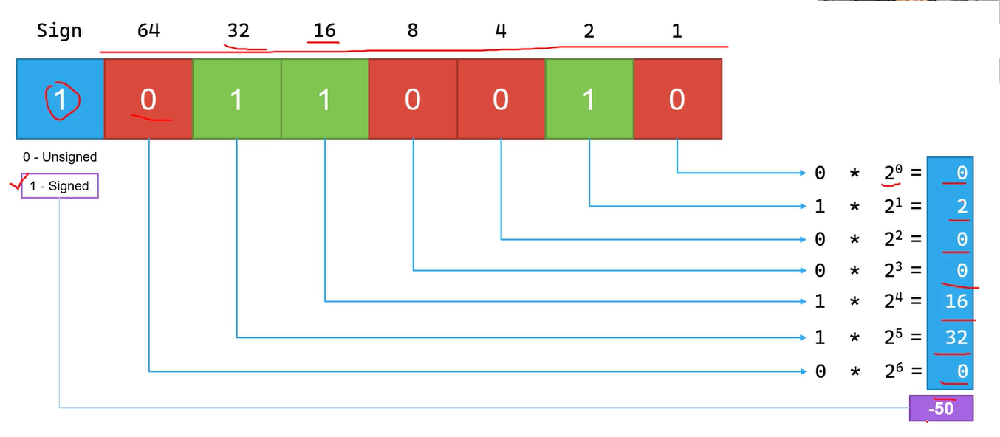 Sign 64 32 16 8 4 2 1
1 0 1 1 0 0 1 0
0 - Unsigned
1 - Signed
0 * 2⁰ = 0
1 * 2¹ = 2
0 * 2² = 0
0 * 2³ = 0
1 * 2⁴ = 16
1 * 2⁵ = 32
0 * 2⁶ = 0
-50